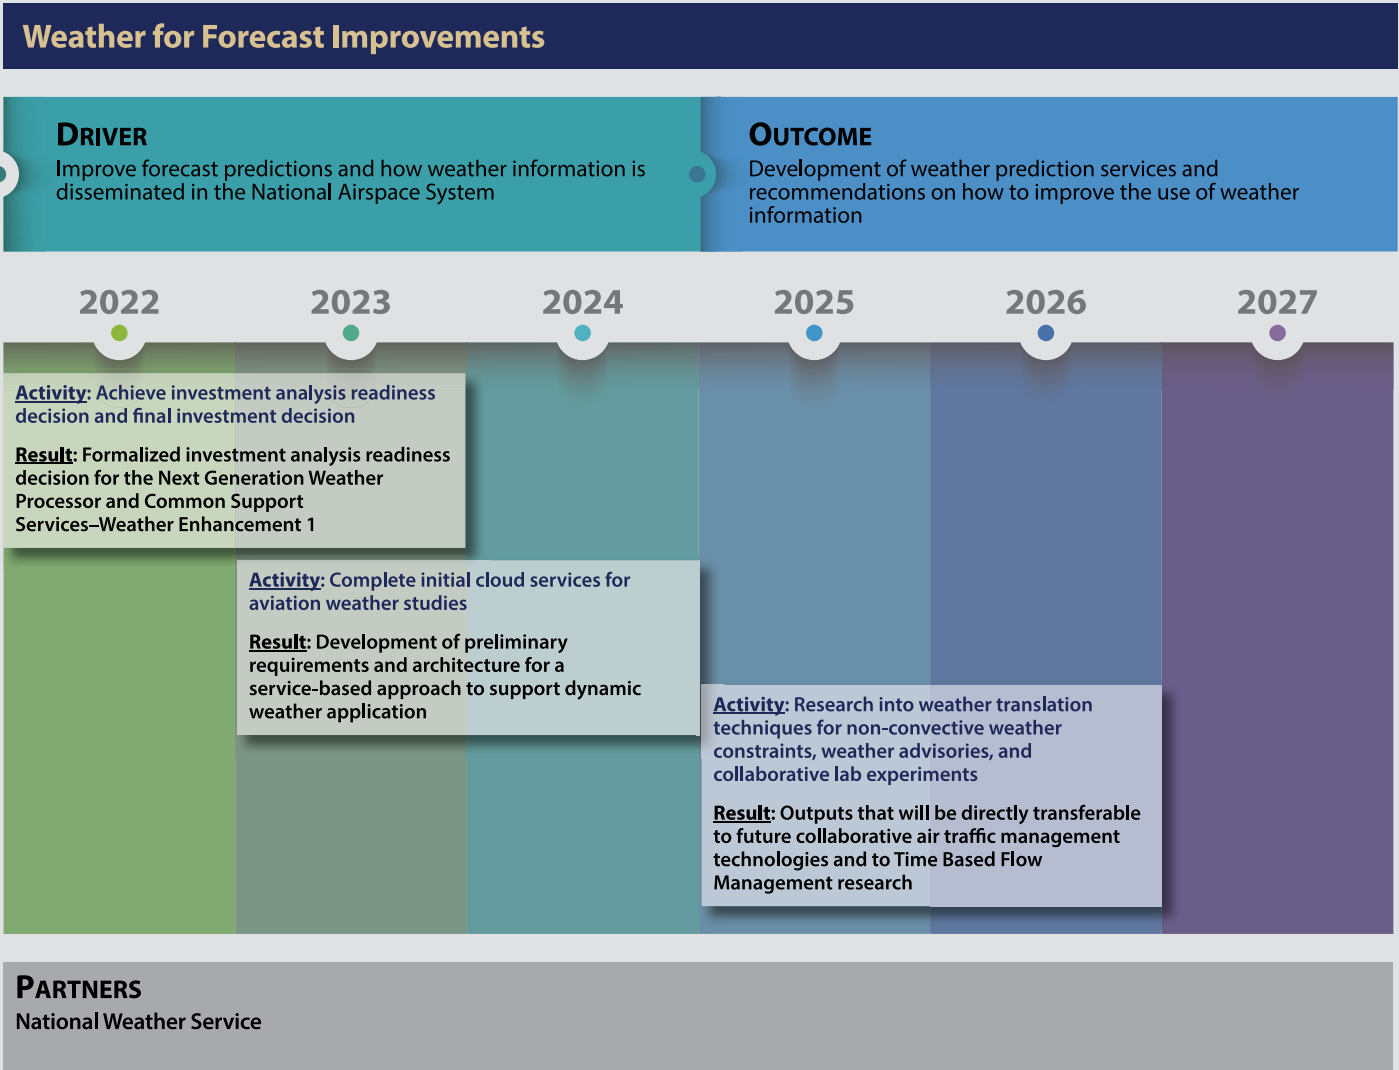 Weather for Forecast Improvements
DRIVER
Improve forecast predictions and how weather information is
disseminated in the National Airspace System
OUTCOME
Development of weather prediction services and
recommendations on how to improve the use of weather
information
2022
2023
2024
2025
2026
2027
Activity: Achieve investment analysis readiness
decision and final investment decision
Result: Formalized investment analysis readiness
decision for the Next Generation Weather
Processor and Common Support
Services–Weather Enhancement 1
Activity: Complete initial cloud services for
aviation weather studies
Result: Development of preliminary
requirements and architecture for a
service-based approach to support dynamic
weather application
Activity: Research into weather translation
techniques for non-convective weather
constraints, weather advisories, and
collaborative lab experiments
Result: Outputs that will be directly transferable
to future collaborative air traffic management
technologies and to Time Based Flow
Management research
PARTNERS
National Weather Service